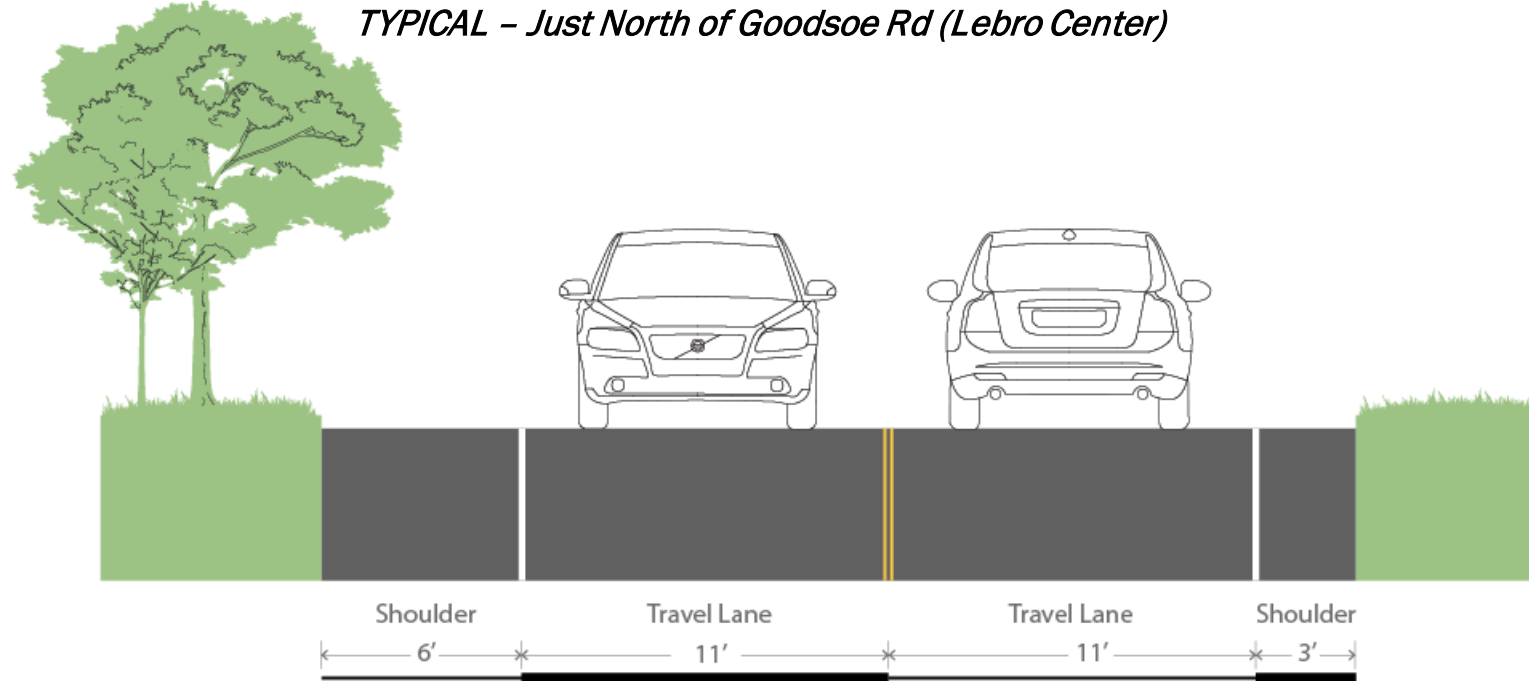 TYPICAL – Just North of Goodsoe Rd (Lebro Center)
Shoulder Travel Lane Travel Lane Shoulder
6’ 11’ 11’ 3’